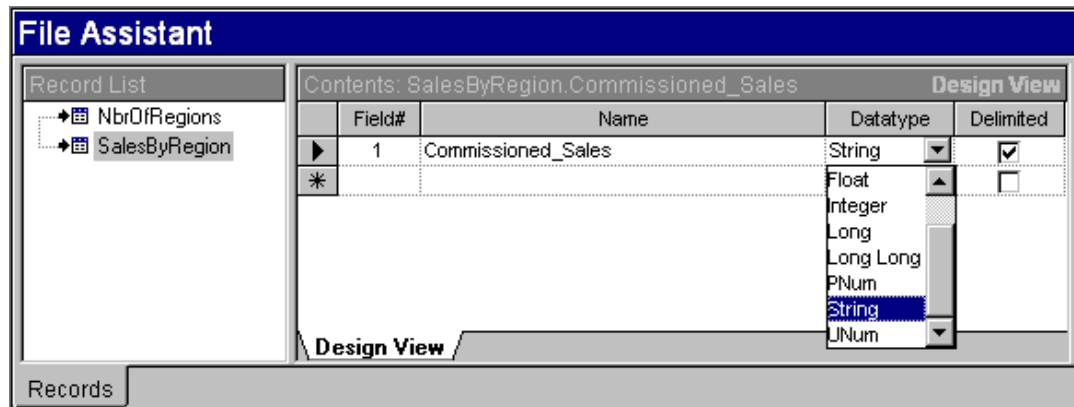 File Assistant
Record List
Contents: SalesByRegion.Commissioned_Sales Design View
Field# Name Datatype Delimited
NbrOfRegions
SalesByRegion
1 Commissioned_Sales String
Float
Integer
Long
Long Long
PNum
String
UNum
Design View
Records